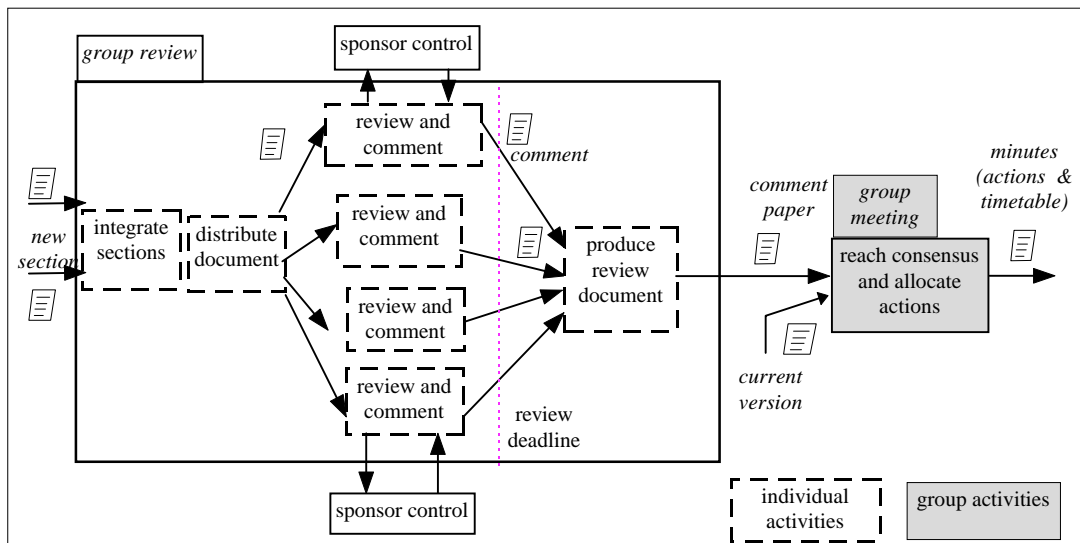 group review
sponsor control
review and
comment
comment
new
section
integrate
sections
distribute
document
review and
comment
review and
comment
review and
comment
produce
review
document
review
deadline
sponsor control
comment
paper
group
meeting
minutes
(actions &
timetable)
reach consensus
and allocate
actions
current
version
individual
activities
group activities